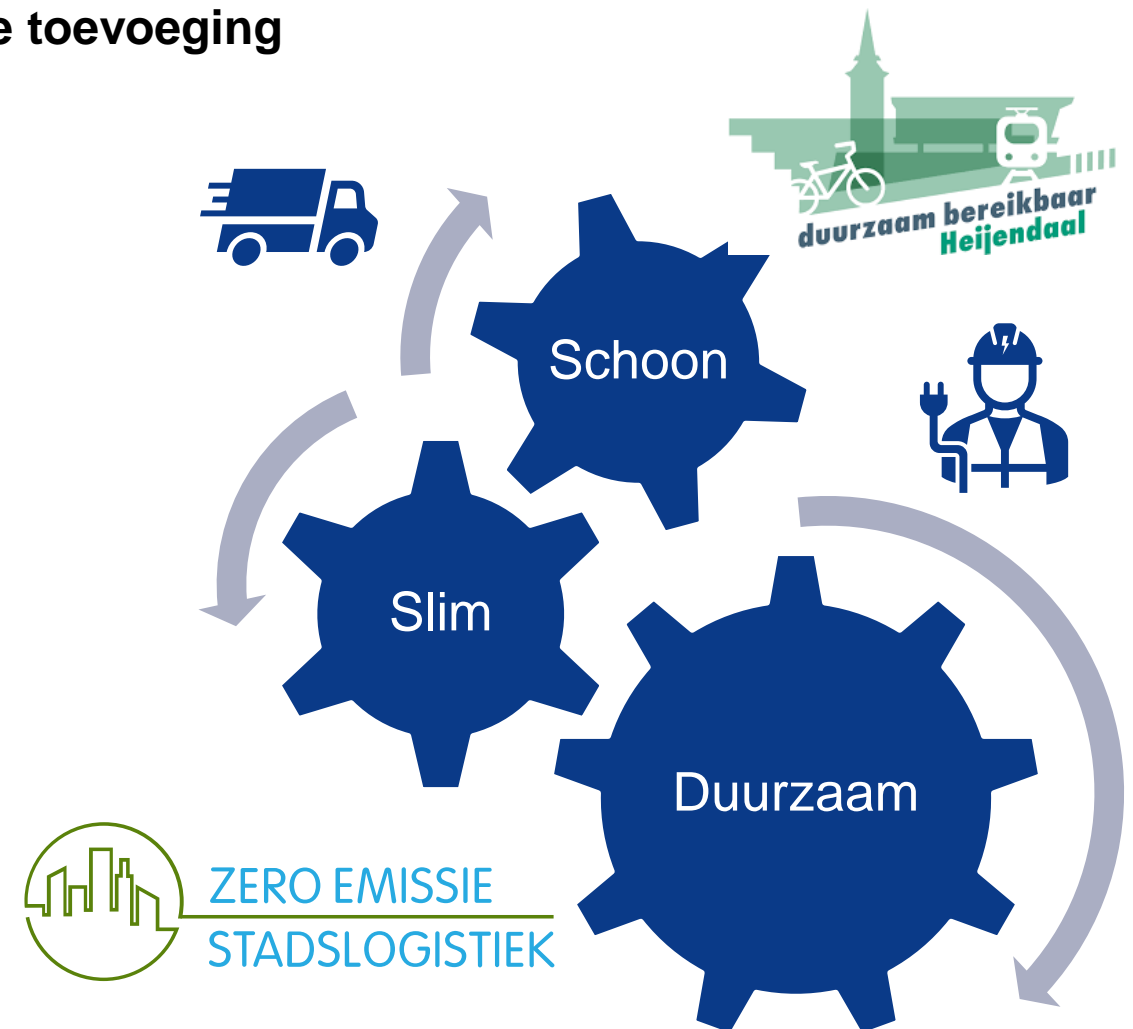 e toevoeging
duurzaam bereikbaar
Heijendaal
Schoon
Slim
Duurzaam
ZERO EMISSIE
STADSLOGISTIEK